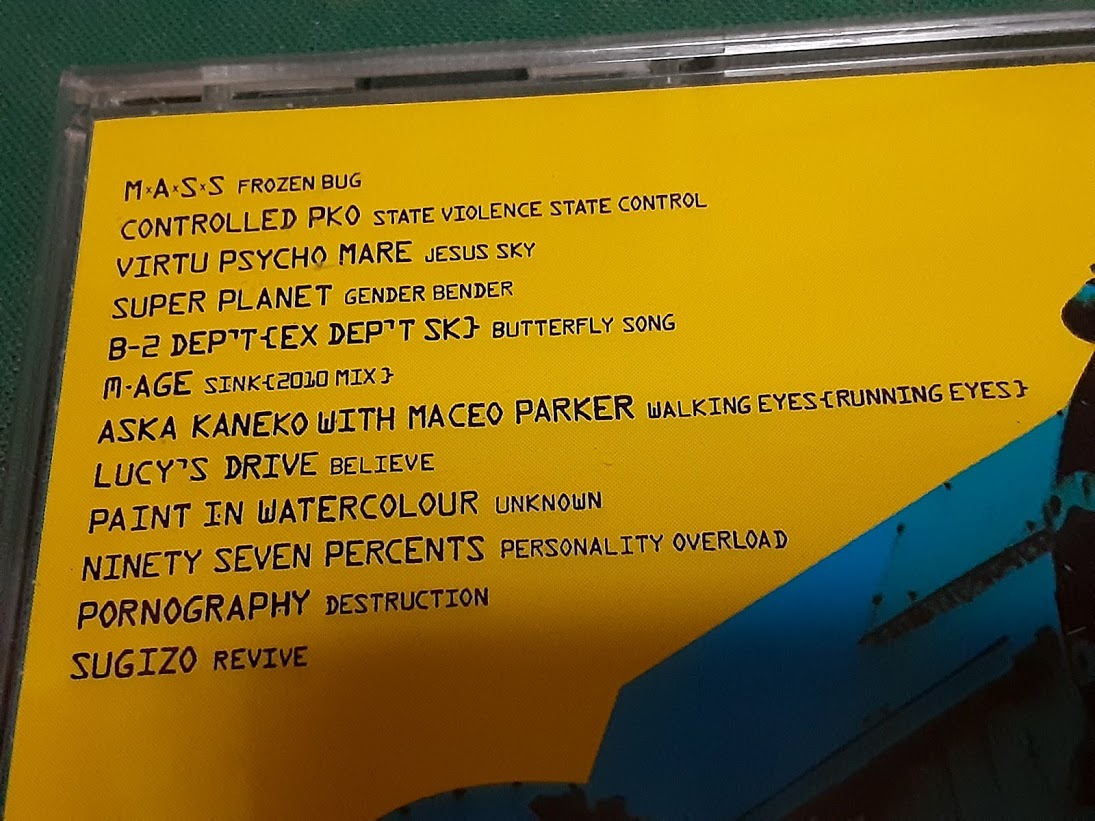 M×A×S×S FROZEN BUG
CONTROLLED PKO STATE VIOLENCE STATE CONTROL
VIRTU PSYCHO MARE JESUS SKY
SUPER PLANET GENDER BENDER
B-2 DEP'T{EX DEP'T SK} BUTTERFLY SONG
M·AGE SINK{2010 MIX}
ASKA KANEKO WITH MACEO PARKER WALKING EYES{RUNNING EYES}
LUCY'S DRIVE BELIEVE
PAINT IN WATERCOLOUR UNKNOWN
NINETY SEVEN PERCENTS PERSONALITY OVERLOAD
PORNOGRAPHY DESTRUCTION
SUGIZO REVIVE